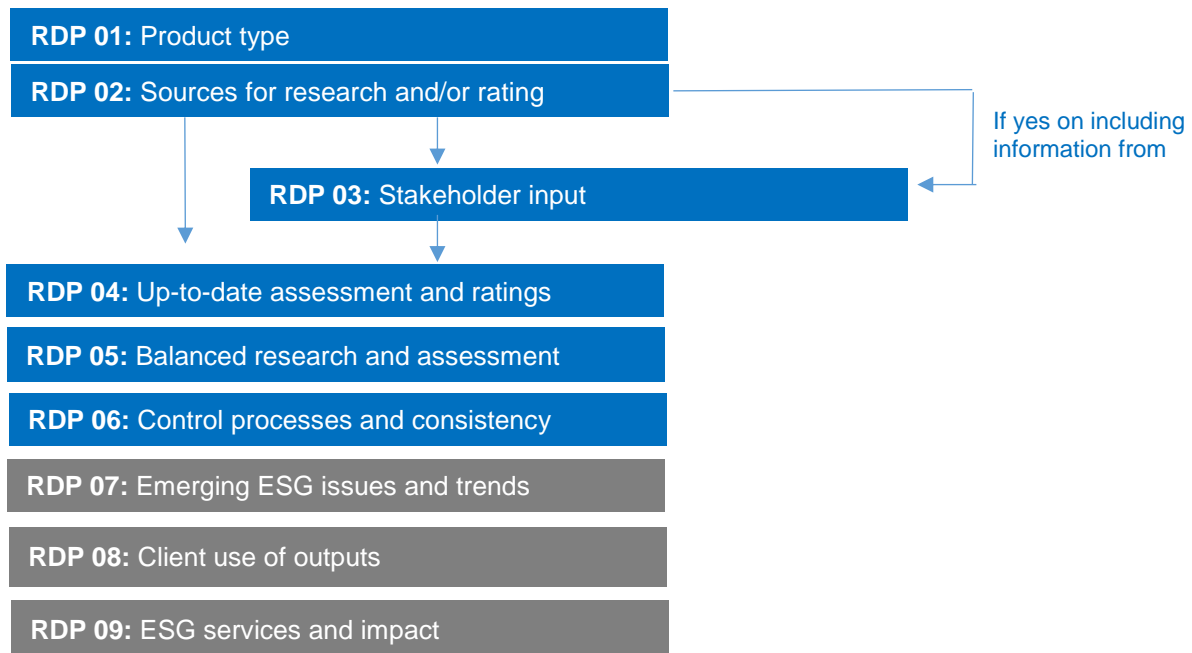 RDP 01: Product type
RDP 02: Sources for research and/or rating
If yes on including
information from
RDP 03: Stakeholder input
RDP 04: Up-to-date assessment and ratings
RDP 05: Balanced research and assessment
RDP 06: Control processes and consistency
RDP 07: Emerging ESG issues and trends
RDP 08: Client use of outputs
RDP 09: ESG services and impact